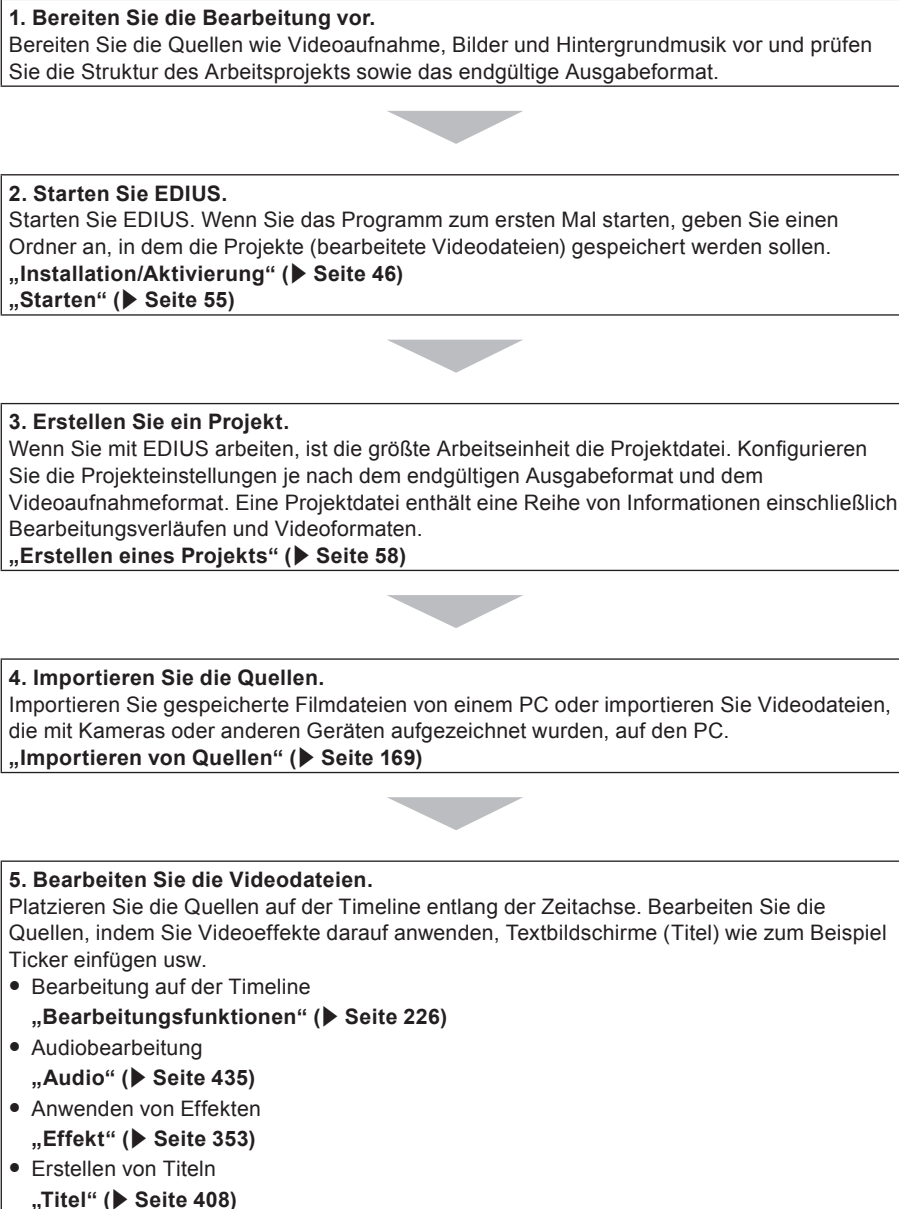 1. Bereiten Sie die Bearbeitung vor.
Bereiten Sie die Quellen wie Videoaufnahme, Bilder und Hintergrundmusik vor und prüfen
Sie die Struktur des Arbeitsprojekts sowie das endgültige Ausgabeformat.
2. Starten Sie EDIUS.
Starten Sie EDIUS. Wenn Sie das Programm zum ersten Mal starten, geben Sie einen
Ordner an, in dem die Projekte (bearbeitete Videodateien) gespeichert werden sollen.
„Installation/Aktivierung“ (▶ Seite 46)
„Starten“ (▶ Seite 55)
3. Erstellen Sie ein Projekt.
Wenn Sie mit EDIUS arbeiten, ist die größte Arbeitseinheit die Projektdatei. Konfigurieren
Sie die Projekteinstellungen je nach dem endgültigen Ausgabeformat und dem
Videoaufnahmeformat. Eine Projektdatei enthält eine Reihe von Informationen einschließlich
Bearbeitungsverläufen und Videoformaten.
„Erstellen eines Projekts“ (▶ Seite 58)
4. Importieren Sie die Quellen.
Importieren Sie gespeicherte Filmdateien von einem PC oder importieren Sie Videodateien,
die mit Kameras oder anderen Geräten aufgezeichnet wurden, auf den PC.
„Importieren von Quellen“ (▶ Seite 169)
5. Bearbeiten Sie die Videodateien.
Platzieren Sie die Quellen auf der Timeline entlang der Zeitachse. Bearbeiten Sie die
Quellen, indem Sie Videoeffekte darauf anwenden, Textbildschirme (Titel) wie zum Beispiel
Ticker einfügen usw.
• Bearbeitung auf der Timeline
„Bearbeitungsfunktionen“ (▶ Seite 226)
• Audiobearbeitung
„Audio“ (▶ Seite 435)
• Anwenden von Effekten
„Effekt“ (▶ Seite 353)
• Erstellen von Titeln
„Titel“ (▶ Seite 408)